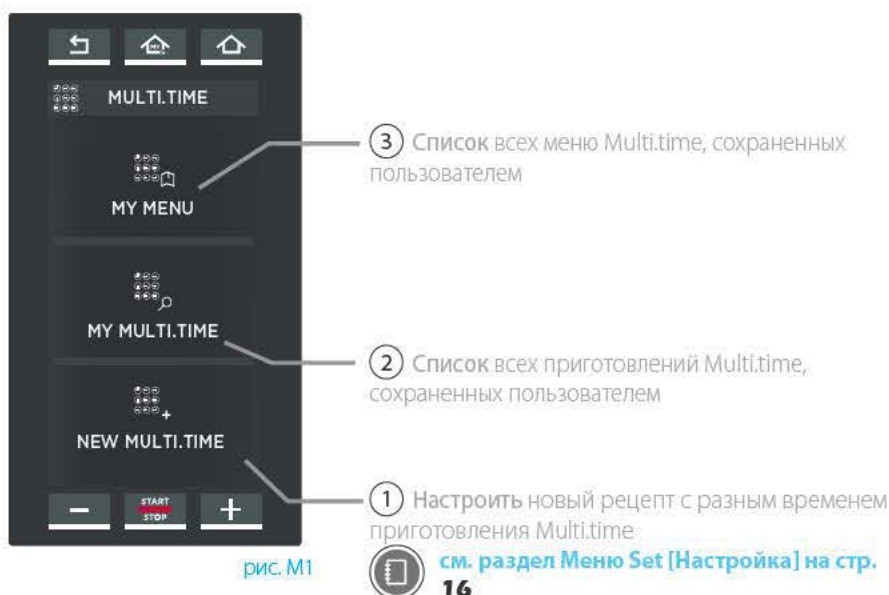 MY
MULTI.TIME
③ Список всех меню Multi.time, сохраненных
пользователем
MY MENU
MY MULTI.TIME
② Список всех приготовлений Multi.time,
сохраненных пользователем
NEW MULTI.TIME
① Настроить новый рецепт с разным временем
приготовления Multi.time
START
STOP
рис. M1
см. раздел Меню Set [Настройка] на стр.
16